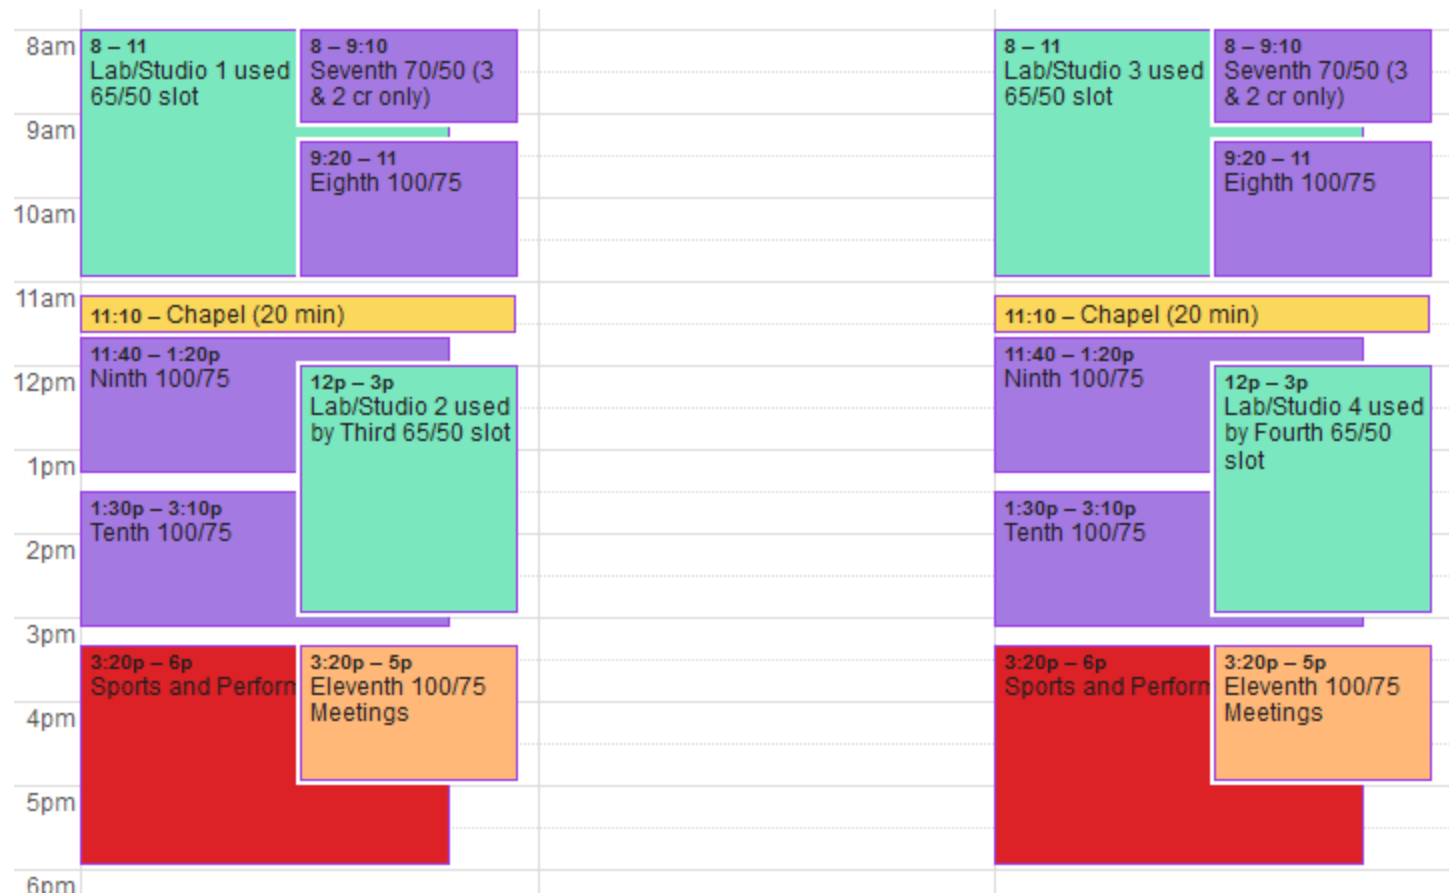 8am
9am
10am
11am
12pm
1pm
2pm
3pm
4pm
5pm
6pm
8 – 11
Lab/Studio 1 used
65/50 slot
8 – 9:10
Seventh 70/50 (3
& 2 cr only)
9:20 – 11
Eighth 100/75
11:10 – Chapel (20 min)
11:40 – 1:20p
Ninth 100/75
12p – 3p
Lab/Studio 2 used
by Third 65/50 slot
1:30p – 3:10p
Tenth 100/75
3:20p – 6p
Sports and Perform
3:20p – 5p
Eleventh 100/75
Meetings
8 – 11
Lab/Studio 3 used
65/50 slot
8 – 9:10
Seventh 70/50 (3
& 2 cr only)
9:20 – 11
Eighth 100/75
11:10 – Chapel (20 min)
11:40 – 1:20p
Ninth 100/75
12p – 3p
Lab/Studio 4 used
by Fourth 65/50
slot
1:30p – 3:10p
Tenth 100/75
3:20p – 6p
Sports and Perform
3:20p – 5p
Eleventh 100/75
Meetings